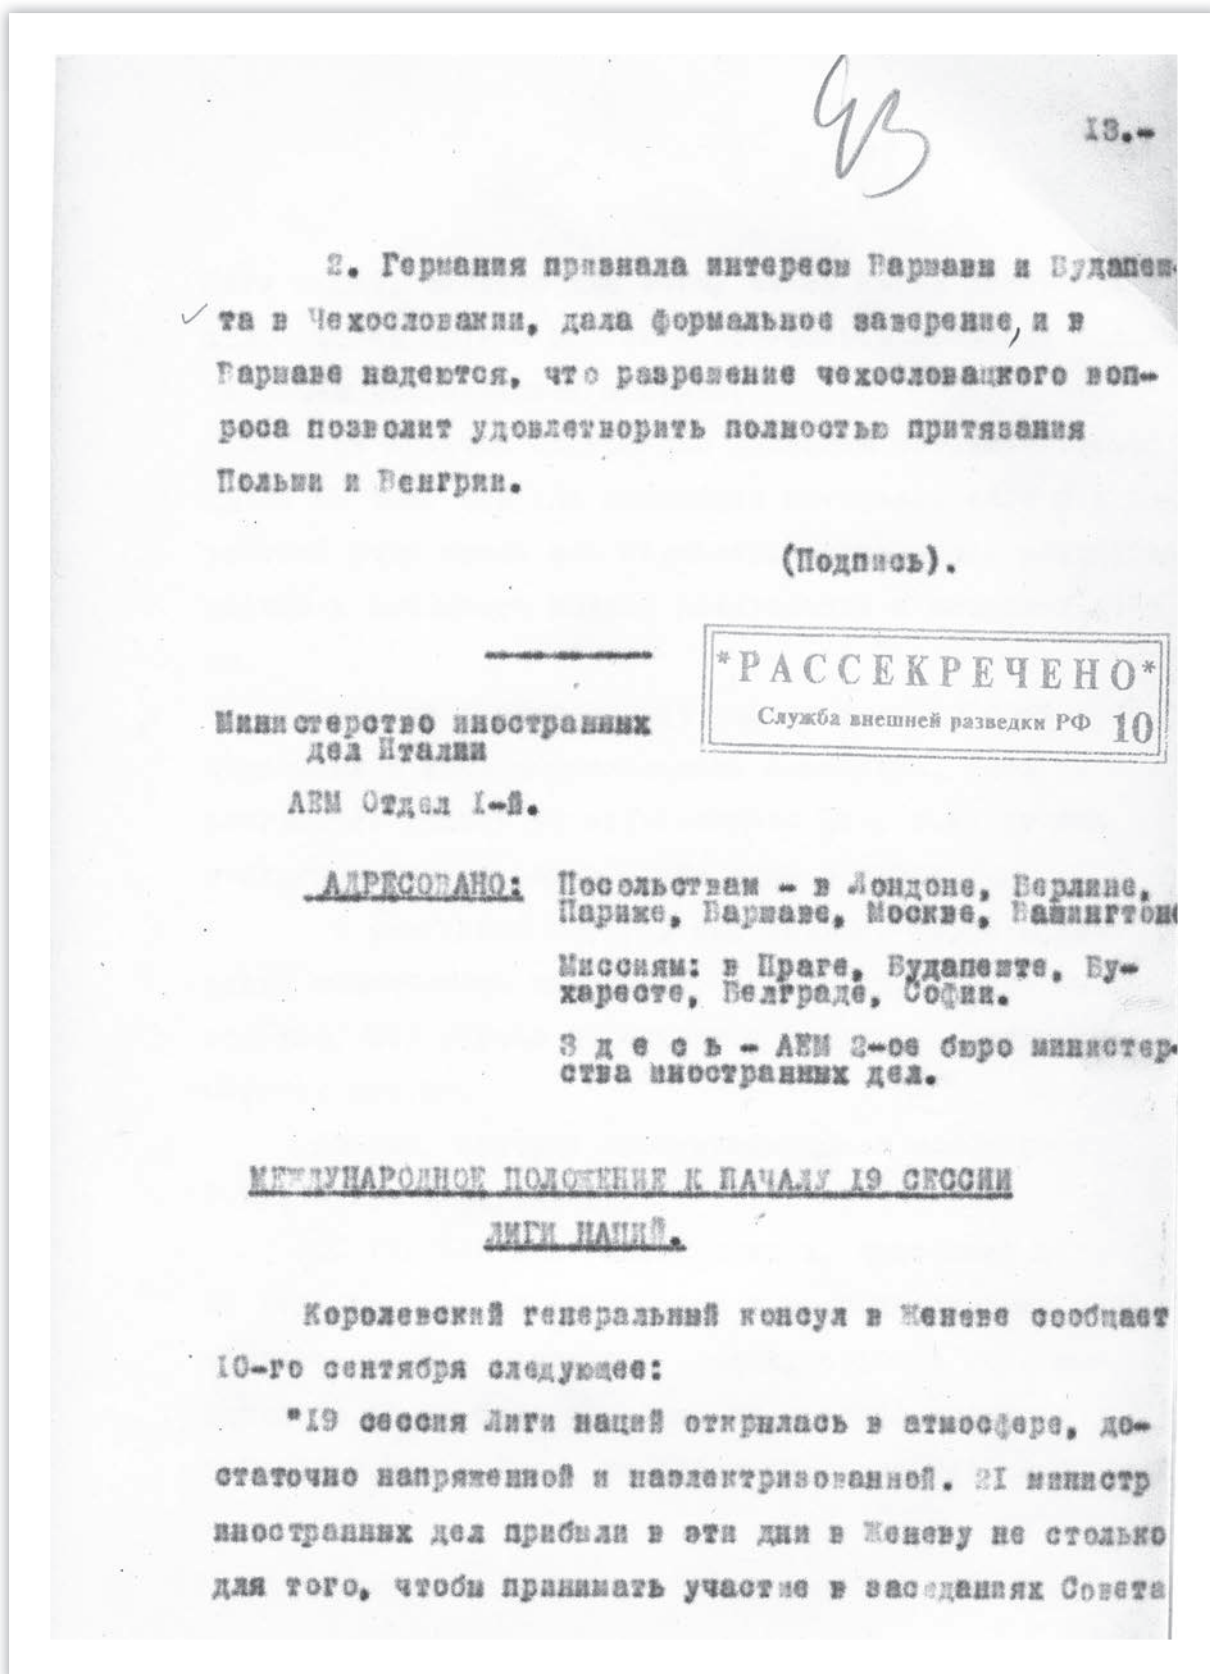 93
13.-
2. Германия признала интересы Варшавы и Будапеш-
та в Чехословакии, дала формальное заверение, и в
Варшаве надеются, что разрешение чехословацкого воп-
роса позволит удовлетворить полностью притязания
Польши и Венгрии.
(Подпись).
*РАССЕКРЕЧЕНО*
Служба внешней разведки РФ 10
Министерство иностранных
дел Италии
АЕМ Отдел I-й.
АДРЕСОВАНО: Посольствам - в Лондоне, Берлине,
Париже, Варшаве, Москве, Вашингтоне
Миссиям: в Праге, Будапеште, Бу-
харесте, Белграде, Софии.
З д е с ь - АЕМ 2-ое бюро министер-
ства иностранных дел.
МЕЖДУНАРОДНОЕ ПОЛОЖЕНИЕ К НАЧАЛУ 19 СЕССИИ
ЛИГИ НАЦИЙ.
Королевский генеральный консул в Женеве сообщает
10-го сентября следующее:
"19 сессия Лиги наций открылась в атмосфере, до-
статочно напряженной и наэлектризованной. 21 министр
иностранных дел прибыли в эти дни в Женеву не столько
для того, чтобы принимать участие в заседаниях Совета